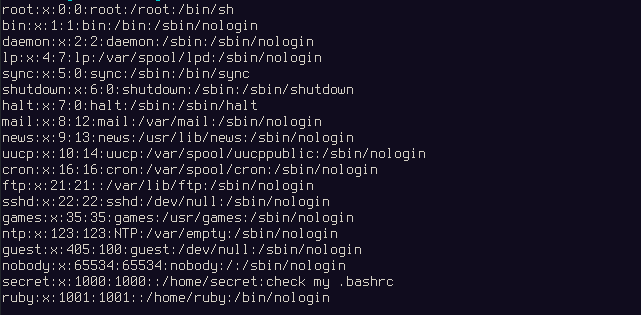 root:x:0:0:root:/root:/bin/sh
bin:x:1:1:bin:/bin:/sbin/nologin
daemon:x:2:2:daemon:/sbin:/sbin/nologin
lp:x:4:7:lp:/var/spool/lpd:/sbin/nologin
sync:x:5:0:sync:/sbin:/bin/sync
shutdown:x:6:0:shutdown:/sbin:/sbin/shutdown
halt:x:7:0:halt:/sbin:/sbin/halt
mail:x:8:12:mail:/var/mail:/sbin/nologin
news:x:9:13:news:/usr/lib/news:/sbin/nologin
uucp:x:10:14:uucp:/var/spool/uucppublic:/sbin/nologin
cron:x:16:16:cron:/var/spool/cron:/sbin/nologin
ftp:x:21:21::/var/lib/ftp:/sbin/nologin
sshd:x:22:22:sshd:/dev/null:/sbin/nologin
games:x:35:35:games:/usr/games:/sbin/nologin
ntp:x:123:123:NTP:/var/empty:/sbin/nologin
guest:x:405:100:guest:/dev/null:/sbin/nologin
nobody:x:65534:65534:nobody:/:/sbin/nologin
secret:x:1000:1000::/home/secret:check my .bashrc
ruby:x:1001:1001::/home/ruby:/bin/nologin